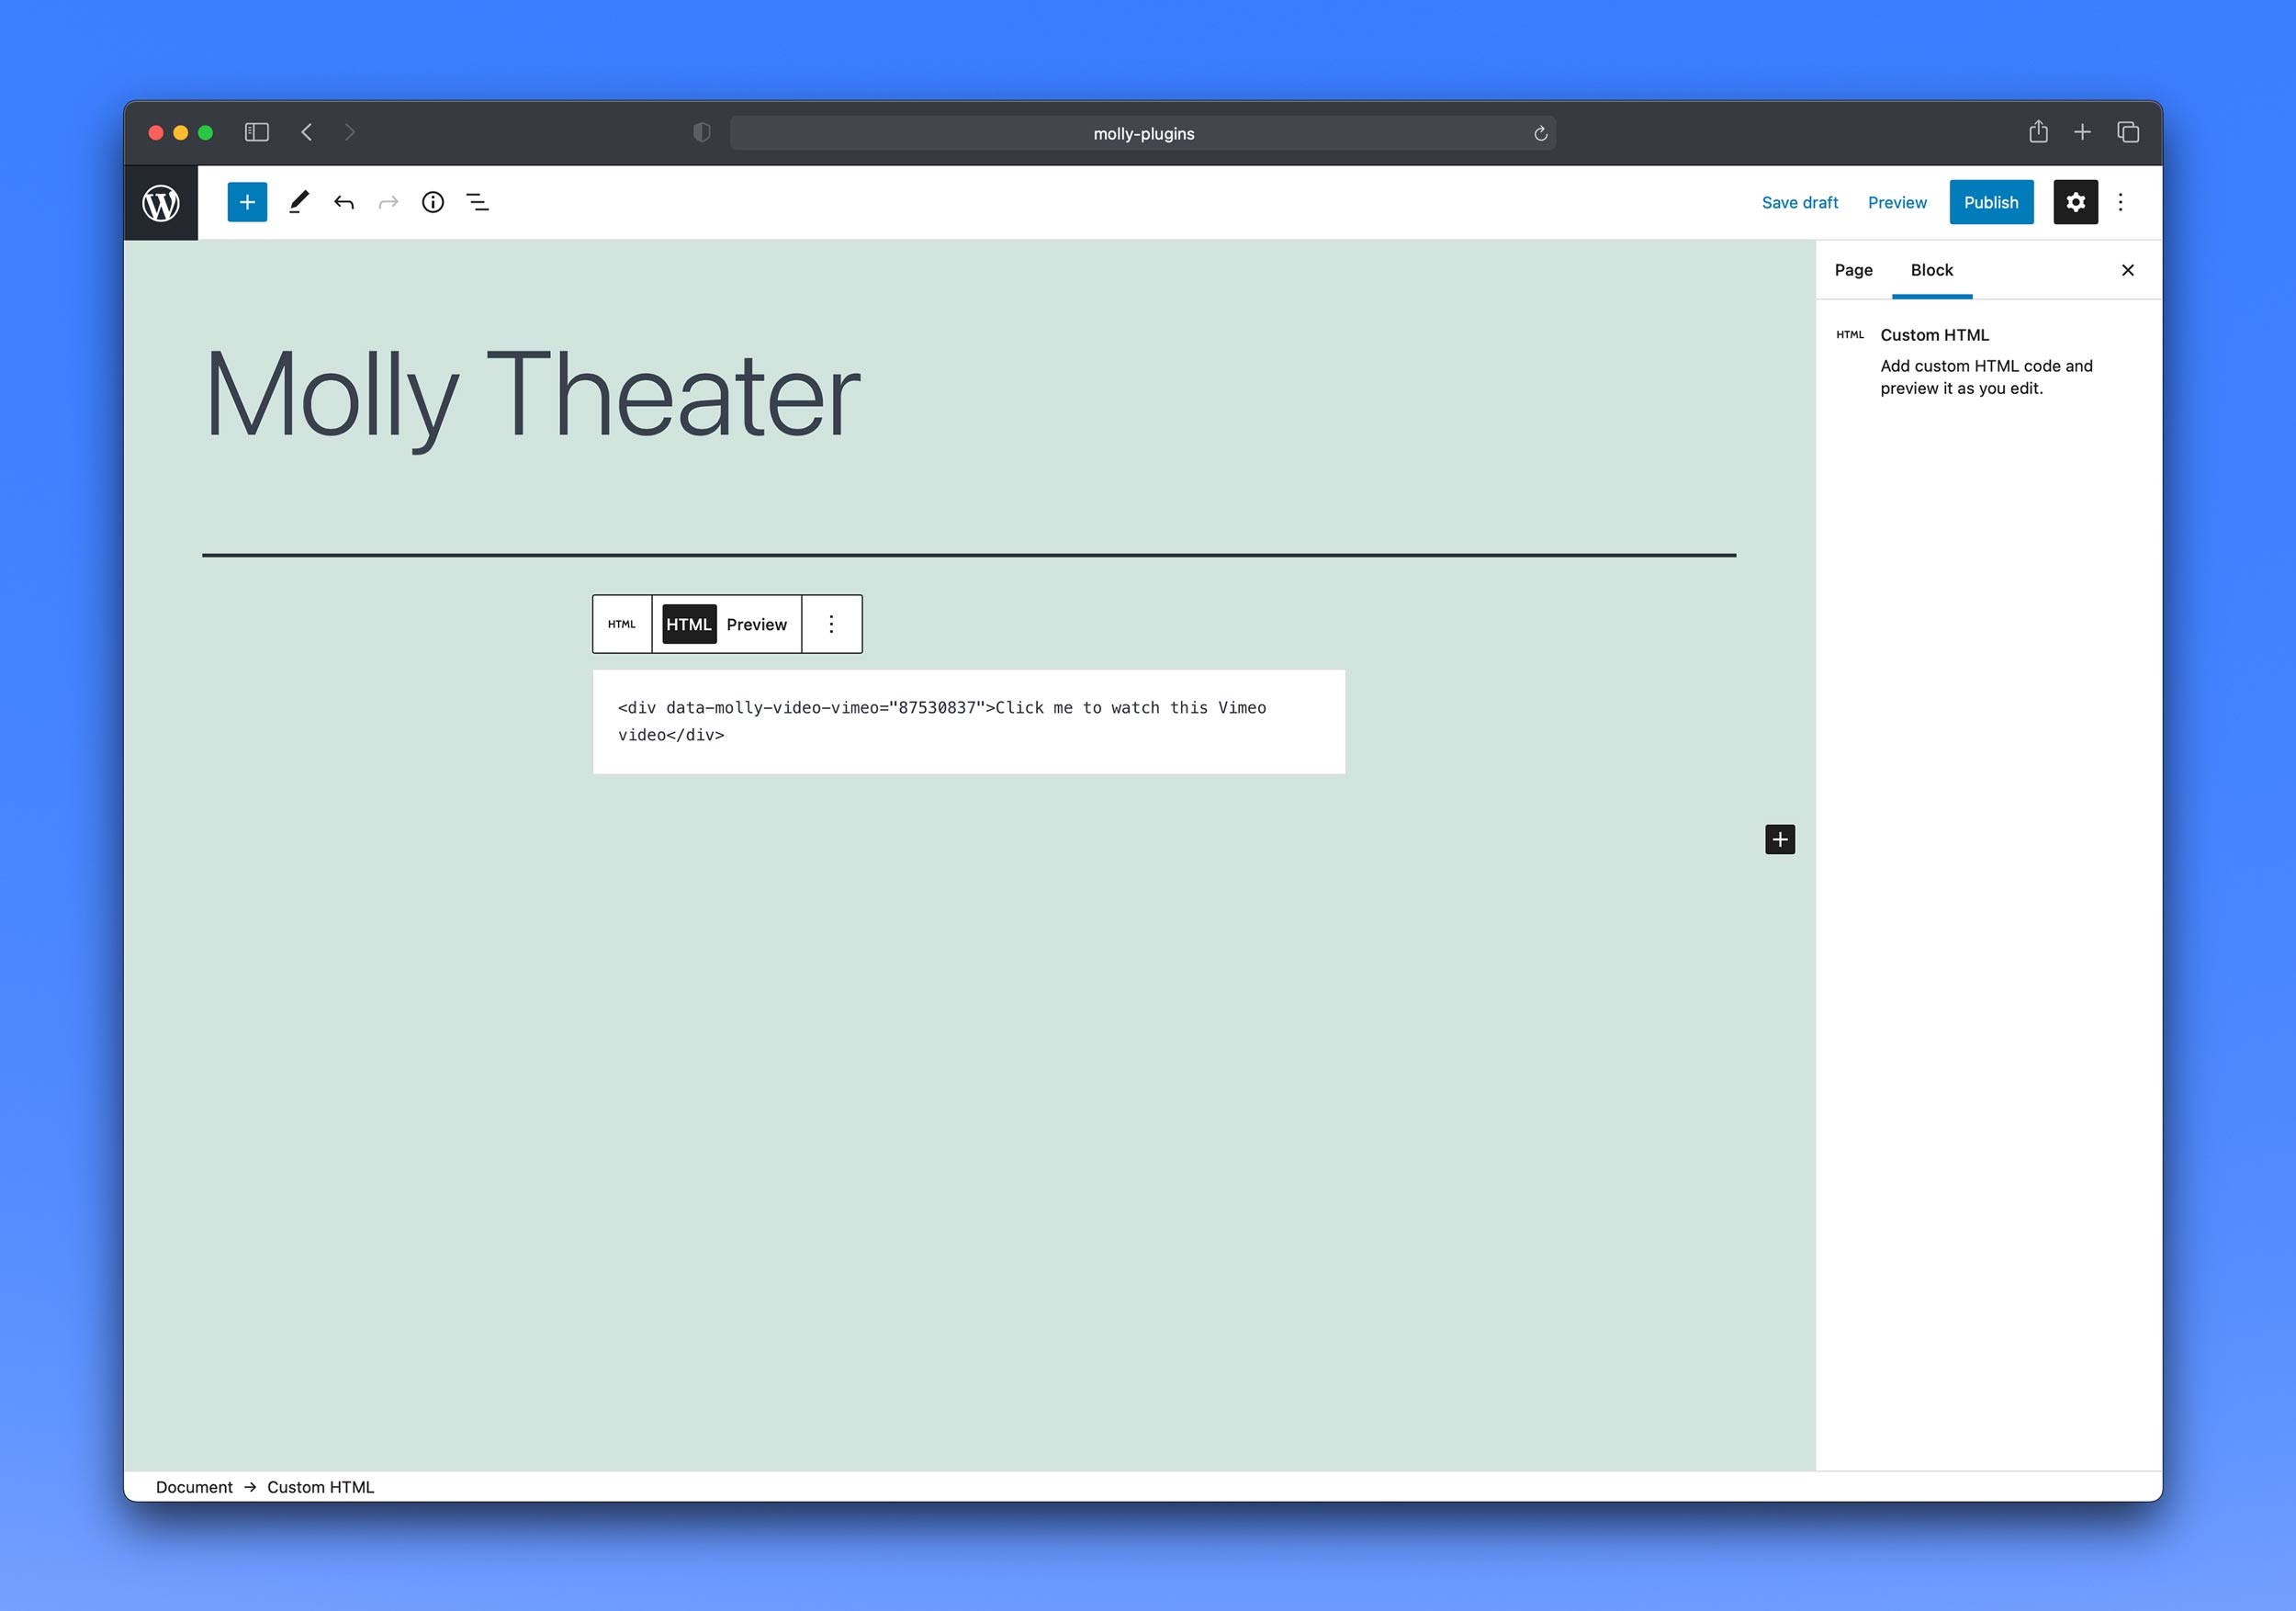 molly-plugins
Save draft Preview Publish
Page Block
Molly Theater
HTML Custom HTML
Add custom HTML code and
preview it as you edit.
HTML HTML Preview
<div data-molly-video-vimeo="87530837">Click me to watch this Vimeo
video</div>
Document → Custom HTML